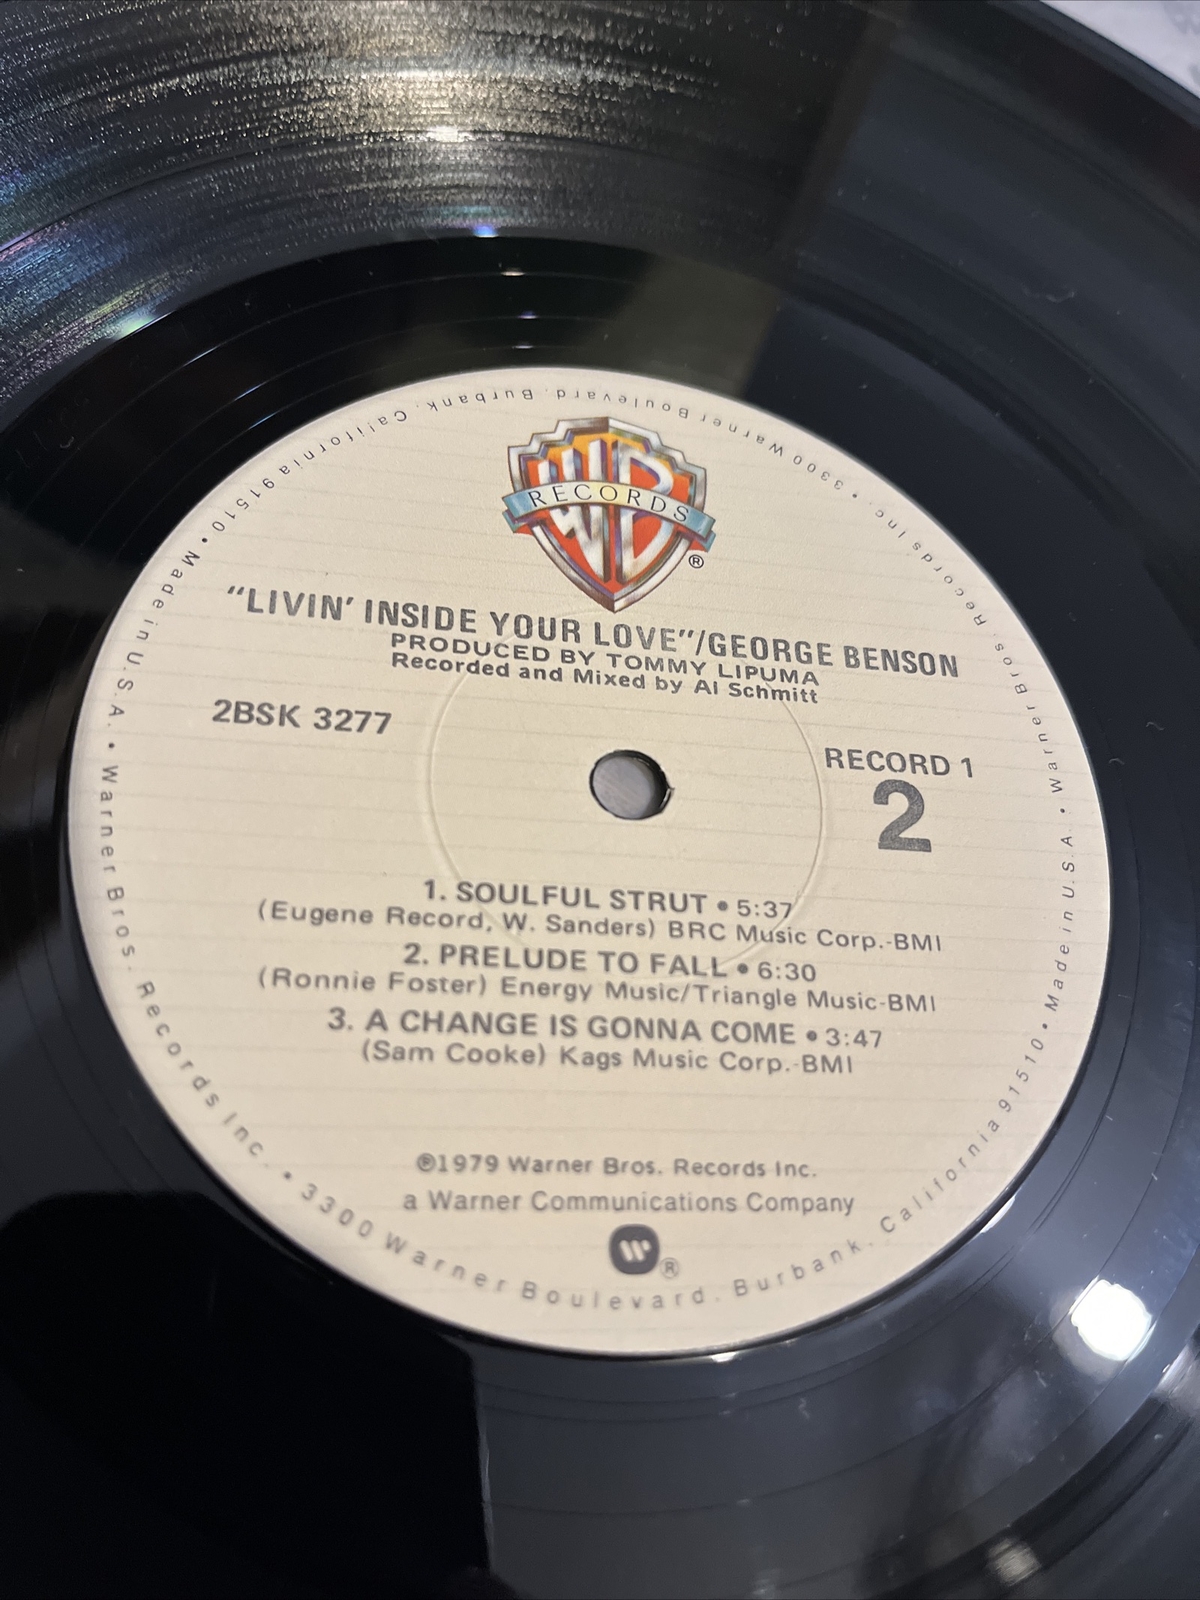 WB
RECORDS
®
"LIVIN' INSIDE YOUR LOVE"/GEORGE BENSON
PRODUCED BY TOMMY LIPUMA
Recorded and Mixed by Al Schmitt
2BSK 3277
RECORD 1
2
1. SOULFUL STRUT • 5:37
(Eugene Record, W. Sanders) BRC Music Corp.-BMI
2. PRELUDE TO FALL • 6:30
(Ronnie Foster) Energy Music/Triangle Music-BMI
3. A CHANGE IS GONNA COME • 3:47
(Sam Cooke) Kags Music Corp.-BMI
℗1979 Warner Bros. Records Inc.
a Warner Communications Company
W®
Warner Bros. Records Inc. • 3300 Warner Boulevard. Burbank. California 91510 • Made in U.S.A. • Warner Bros. Records Inc. • 3300 Warner Boulevard. Burbank. California 91510 • Made in U.S.A. •